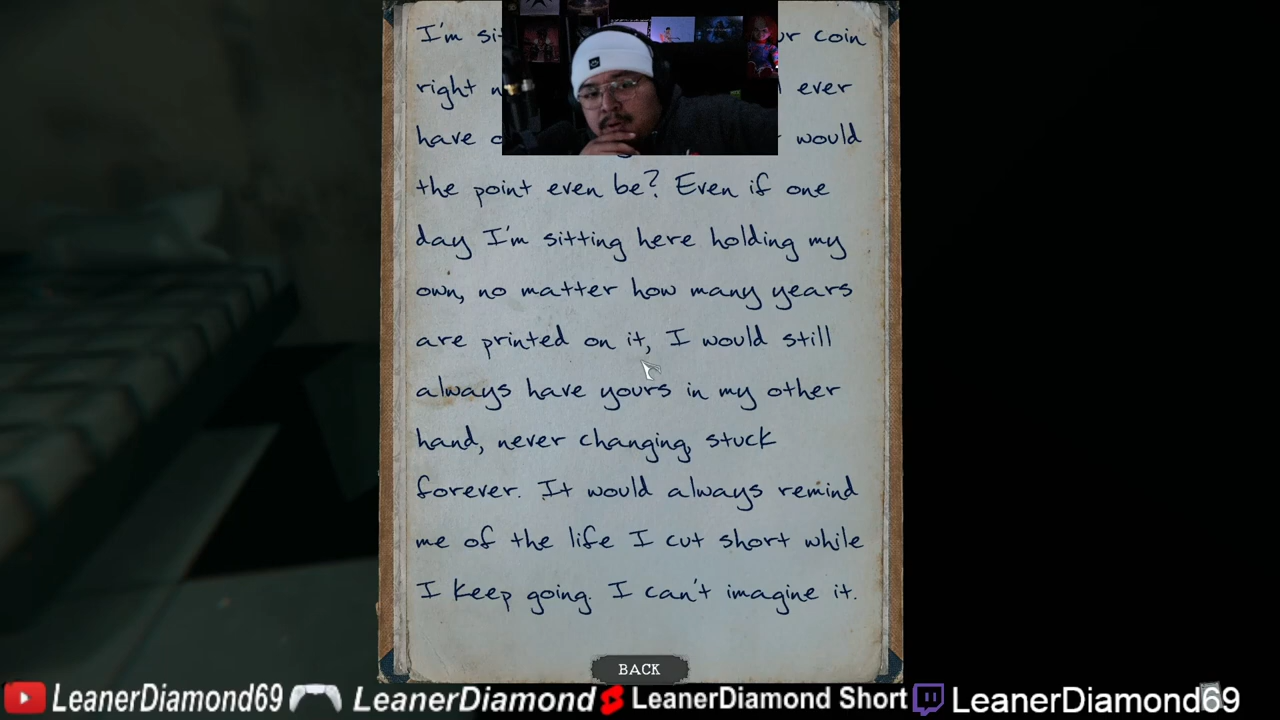 I'm ur coin
right ever
have would
the point even be? Even if one
day I'm sitting here holding my
own, no matter how many years
are printed on it, I would still
always have yours in my other
hand, never changing, stuck
forever. It would always remind
me of the life I cut short while
I keep going. I can't imagine it.
BACK
LeanerDiamond69 LeanerDiamond LeanerDiamond Short LeanerDiamond69